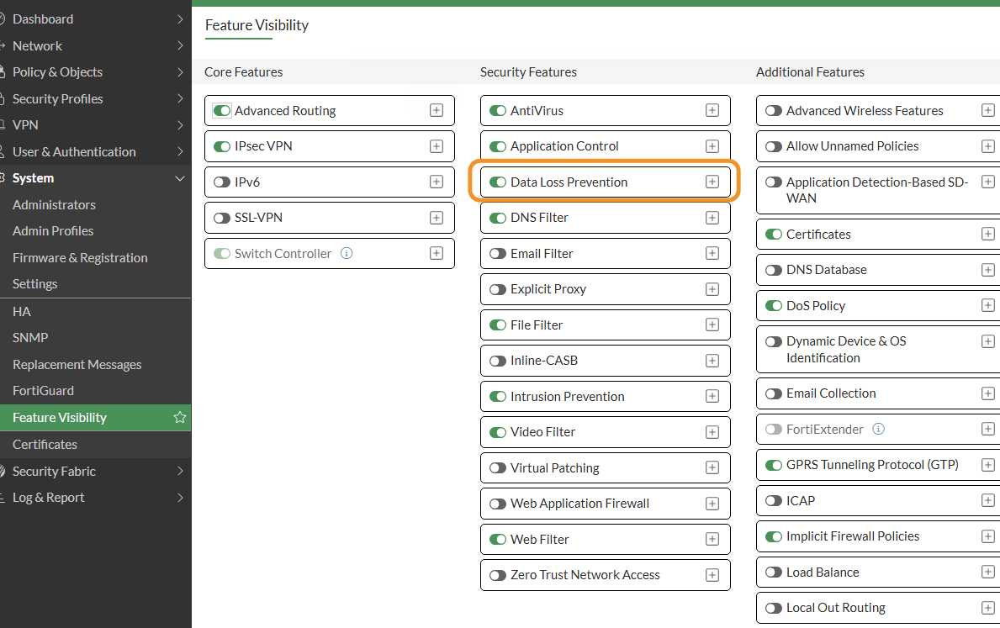 Dashboard
Network
Policy & Objects
Security Profiles
VPN
User & Authentication
System
Administrators
Admin Profiles
Firmware & Registration
Settings
HA
SNMP
Replacement Messages
FortiGuard
Feature Visibility
Certificates
Security Fabric
Log & Report
Feature Visibility
Core Features
Advanced Routing
IPsec VPN
IPv6
SSL-VPN
Switch Controller
Security Features
AntiVirus
Application Control
Data Loss Prevention
DNS Filter
Email Filter
Explicit Proxy
File Filter
Inline-CASB
Intrusion Prevention
Video Filter
Virtual Patching
Web Application Firewall
Web Filter
Zero Trust Network Access
Additional Features
Advanced Wireless Features
Allow Unnamed Policies
Application Detection-Based SD-
WAN
Certificates
DNS Database
DoS Policy
Dynamic Device & OS
Identification
Email Collection
FortiExtender
GPRS Tunneling Protocol (GTP)
ICAP
Implicit Firewall Policies
Load Balance
Local Out Routing